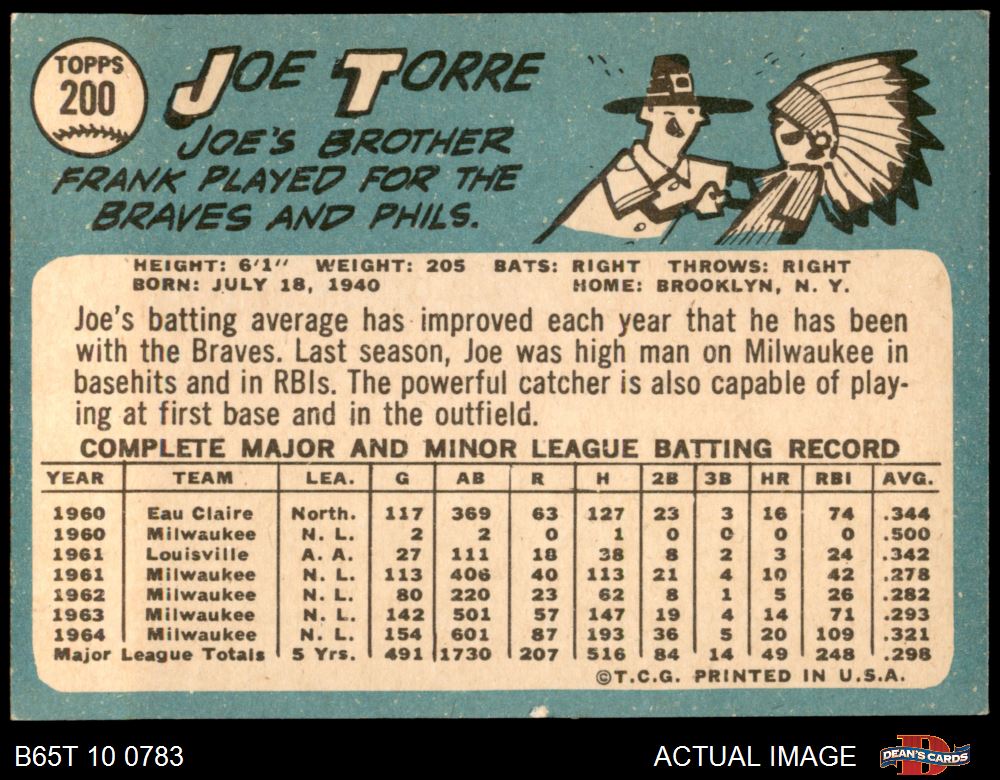 TOPPS
200
JOE TORRE
JOE'S BROTHER
FRANK PLAYED FOR THE
BRAVES AND PHILS.
HEIGHT: 6'1" WEIGHT: 205 BATS: RIGHT THROWS: RIGHT
BORN: JULY 18, 1940 HOME: BROOKLYN, N. Y.
Joe's batting average has improved each year that he has been
with the Braves. Last season, Joe was high man on Milwaukee in
basehits and in RBIs. The powerful catcher is also capable of play-
ing at first base and in the outfield.
COMPLETE MAJOR AND MINOR LEAGUE BATTING RECORD
YEAR TEAM LEA. G AB R H 2B 3B HR RBI AVG.
1960 Eau Claire North. 117 369 63 127 23 3 16 74 .344
1960 Milwaukee N. L. 2 2 0 1 0 0 0 0 .500
1961 Louisville A. A. 27 111 18 38 8 2 3 24 .342
1961 Milwaukee N. L. 113 406 40 113 21 4 10 42 .278
1962 Milwaukee N. L. 80 220 23 62 8 1 5 26 .282
1963 Milwaukee N. L. 142 501 57 147 19 4 14 71 .293
1964 Milwaukee N. L. 154 601 87 193 36 5 20 109 .321
Major League Totals 5 Yrs. 491 1730 207 516 84 14 49 248 .298
©T.C.G. PRINTED IN U.S.A.
B65T 10 0783 ACTUAL IMAGE DEAN'S CARDS